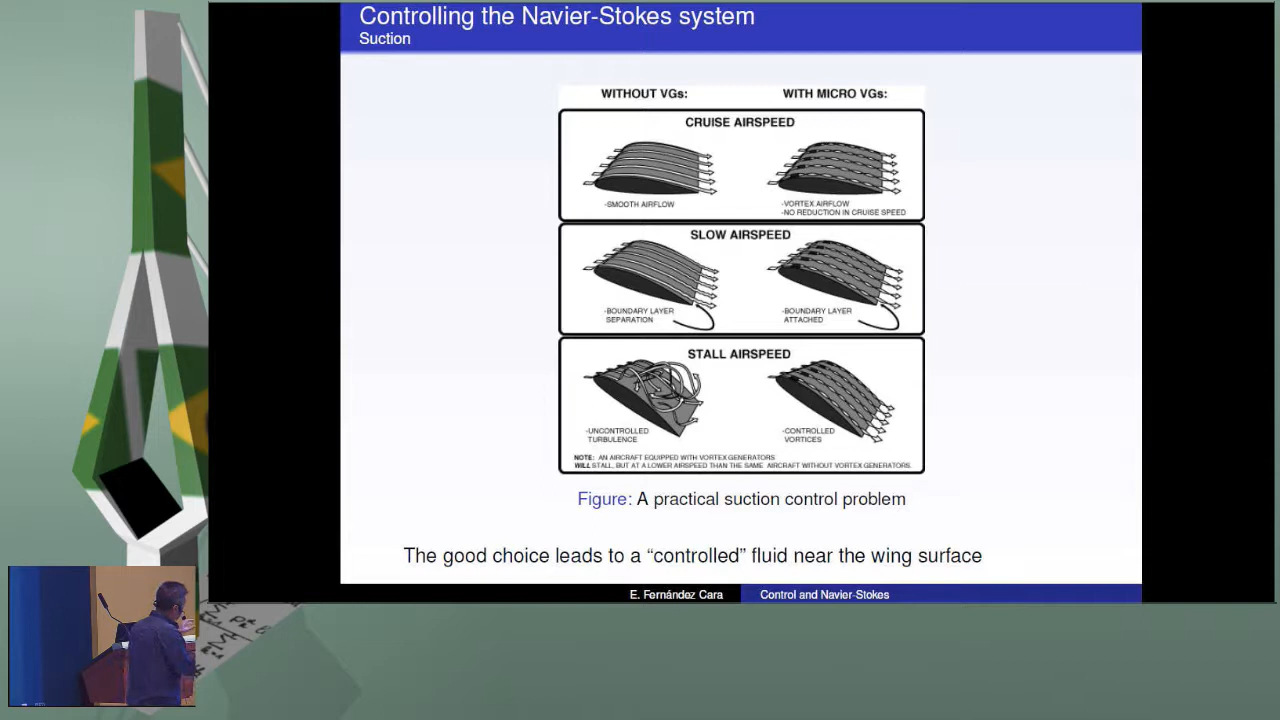 Controlling the Navier-Stokes system
Suction
WITHOUT VGs:
WITH MICRO VGs:
CRUISE AIRSPEED
-SMOOTH AIRFLOW
-VORTEX AIRFLOW
-NO REDUCTION IN CRUISE SPEED
SLOW AIRSPEED
-BOUNDARY LAYER
SEPARATION
-BOUNDARY LAYER
ATTACHED
STALL AIRSPEED
-UNCONTROLLED
TURBULENCE
-CONTROLLED
VORTICES
NOTE: AN AIRCRAFT EQUIPPED WITH VORTEX GENERATORS
WILL STALL, BUT AT A LOWER AIRSPEED THAN THE SAME AIRCRAFT WITHOUT VORTEX GENERATORS.
Figure: A practical suction control problem
The good choice leads to a “controlled” fluid near the wing surface
E. Fernández Cara
Control and Navier-Stokes